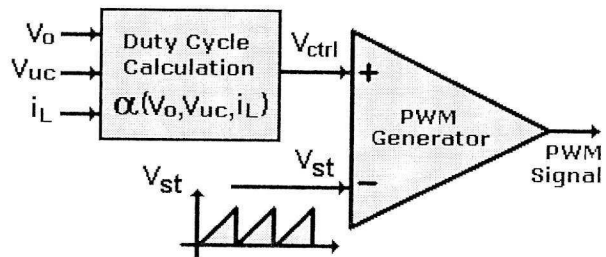 Vo
Vuc
iL
Duty Cycle
Calculation
α(Vo,Vuc,iL)
Vctrl
+
PWM
Generator
−
Vst
Vst
PWM
Signal